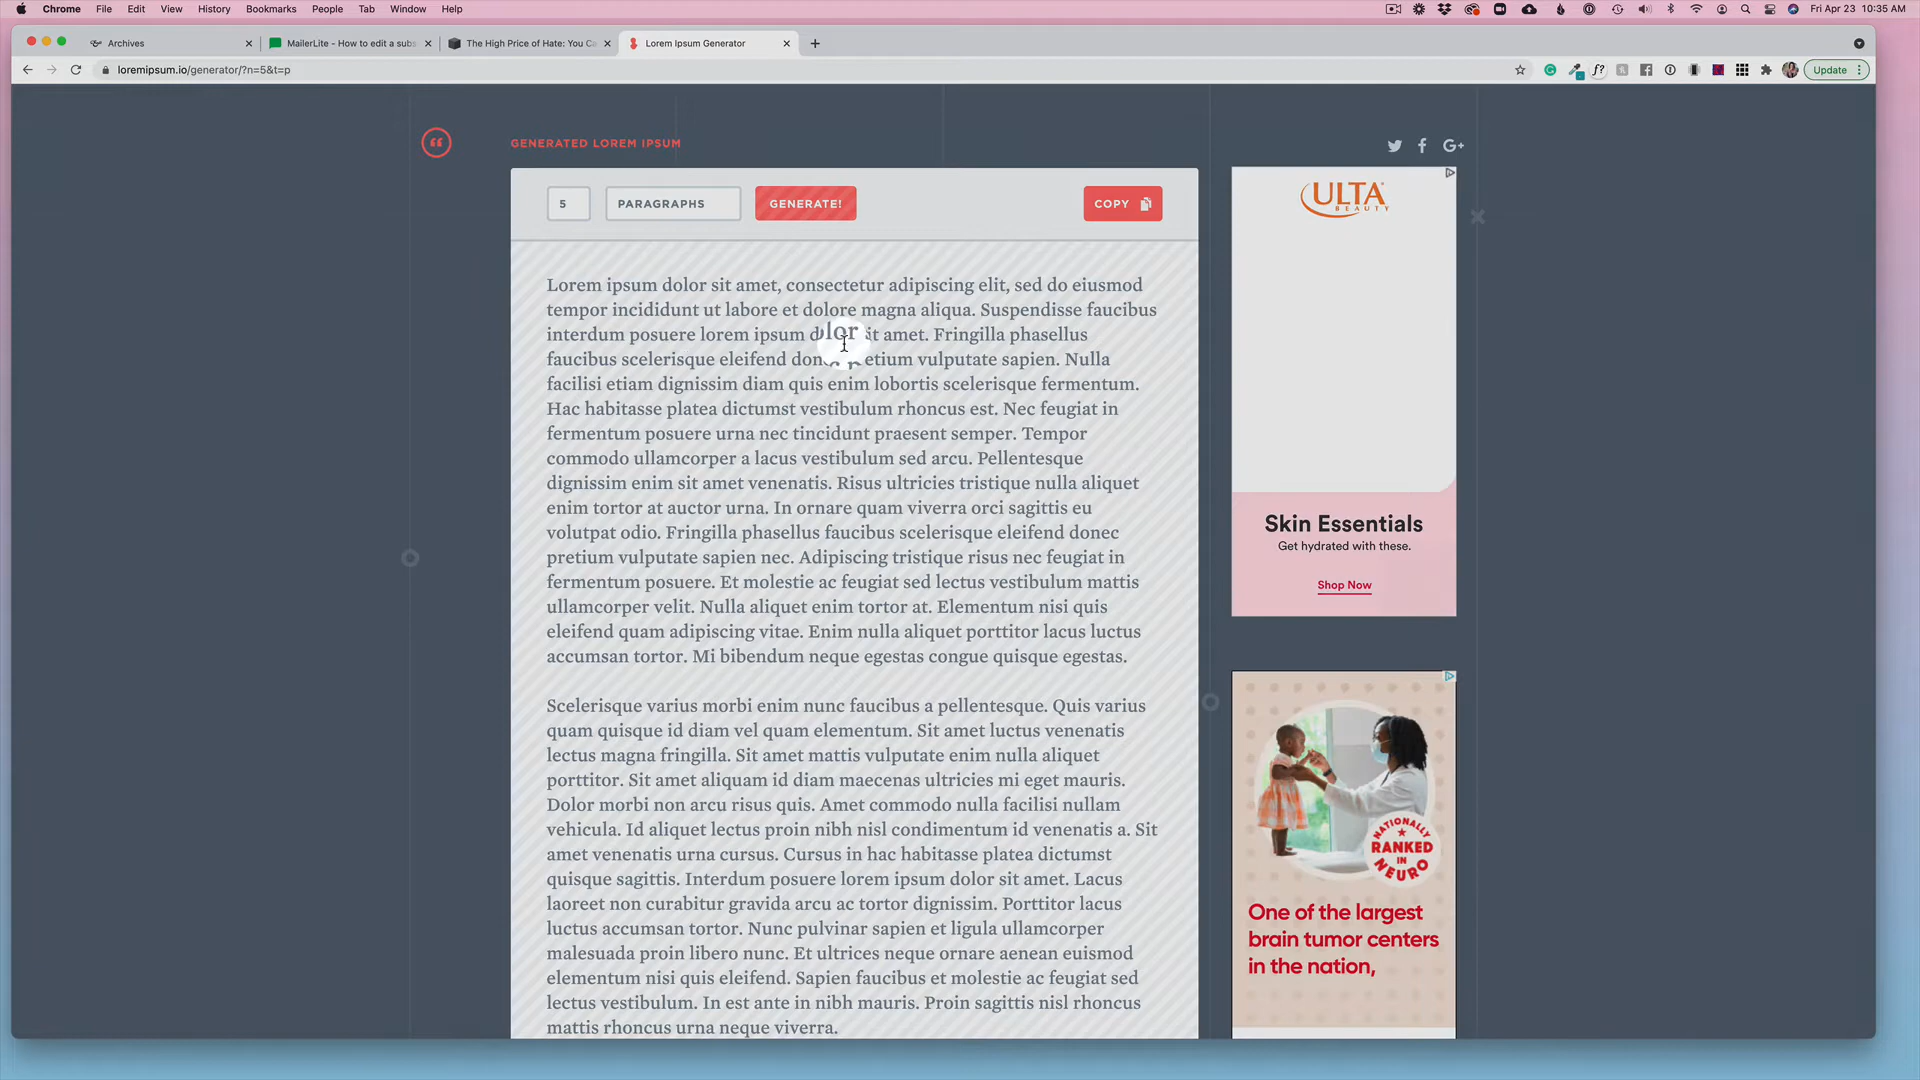 Chrome File Edit View History Bookmarks People Tab Window Help Fri Apr 23 10:35 AM
Archives MailerLite - How to edit a subs The High Price of Hate: You Ca Lorem Ipsum Generator
loremipsum.io/generator/?n=5&t=p Update
GENERATED LOREM IPSUM
5 PARAGRAPHS GENERATE! COPY
Lorem ipsum dolor sit amet, consectetur adipiscing elit, sed do eiusmod
tempor incididunt ut labore et dolore magna aliqua. Suspendisse faucibus
interdum posuere lorem ipsum dolor sit amet. Fringilla phasellus
faucibus scelerisque eleifend donec pretium vulputate sapien. Nulla
facilisi etiam dignissim diam quis enim lobortis scelerisque fermentum.
Hac habitasse platea dictumst vestibulum rhoncus est. Nec feugiat in
fermentum posuere urna nec tincidunt praesent semper. Tempor
commodo ullamcorper a lacus vestibulum sed arcu. Pellentesque
dignissim enim sit amet venenatis. Risus ultricies tristique nulla aliquet
enim tortor at auctor urna. In ornare quam viverra orci sagittis eu
volutpat odio. Fringilla phasellus faucibus scelerisque eleifend donec
pretium vulputate sapien nec. Adipiscing tristique risus nec feugiat in
fermentum posuere. Et molestie ac feugiat sed lectus vestibulum mattis
ullamcorper velit. Nulla aliquet enim tortor at. Elementum nisi quis
eleifend quam adipiscing vitae. Enim nulla aliquet porttitor lacus luctus
accumsan tortor. Mi bibendum neque egestas congue quisque egestas.
Scelerisque varius morbi enim nunc faucibus a pellentesque. Quis varius
quam quisque id diam vel quam elementum. Sit amet luctus venenatis
lectus magna fringilla. Sit amet mattis vulputate enim nulla aliquet
porttitor. Sit amet aliquam id diam maecenas ultricies mi eget mauris.
Dolor morbi non arcu risus quis. Amet commodo nulla facilisi nullam
vehicula. Id aliquet lectus proin nibh nisl condimentum id venenatis a. Sit
amet venenatis urna cursus. Cursus in hac habitasse platea dictumst
quisque sagittis. Interdum posuere lorem ipsum dolor sit amet. Lacus
laoreet non curabitur gravida arcu ac tortor dignissim. Porttitor lacus
luctus accumsan tortor. Nunc pulvinar sapien et ligula ullamcorper
malesuada proin libero nunc. Et ultrices neque ornare aenean euismod
elementum nisi quis eleifend. Sapien faucibus et molestie ac feugiat sed
lectus vestibulum. In est ante in nibh mauris. Proin sagittis nisl rhoncus
mattis rhoncus urna neque viverra.
ULTA
BEAUTY
Skin Essentials
Get hydrated with these.
Shop Now
NATIONALLY
RANKED
IN
NEURO
One of the largest
brain tumor centers
in the nation,